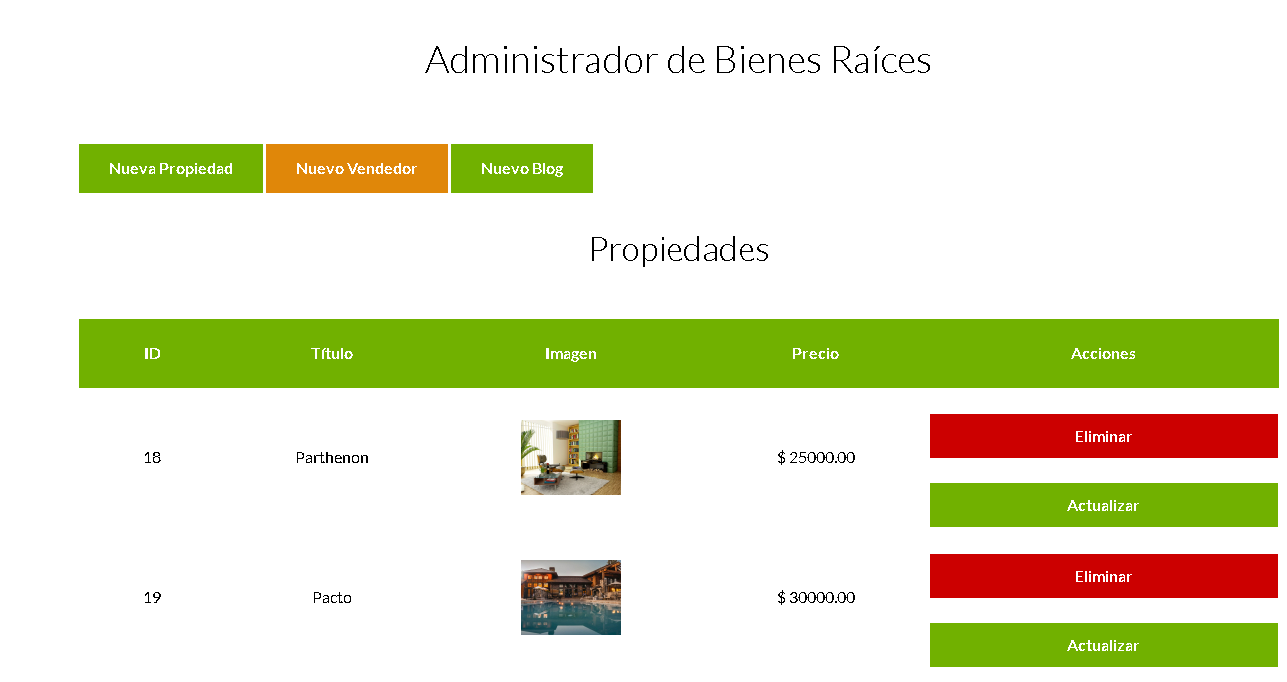 Administrador de Bienes Raíces
Nueva Propiedad Nuevo Vendedor Nuevo Blog
Propiedades
ID Título Imagen Precio Acciones
18 Parthenon $ 25000.00 Eliminar
Actualizar
19 Pacto $ 30000.00 Eliminar
Actualizar